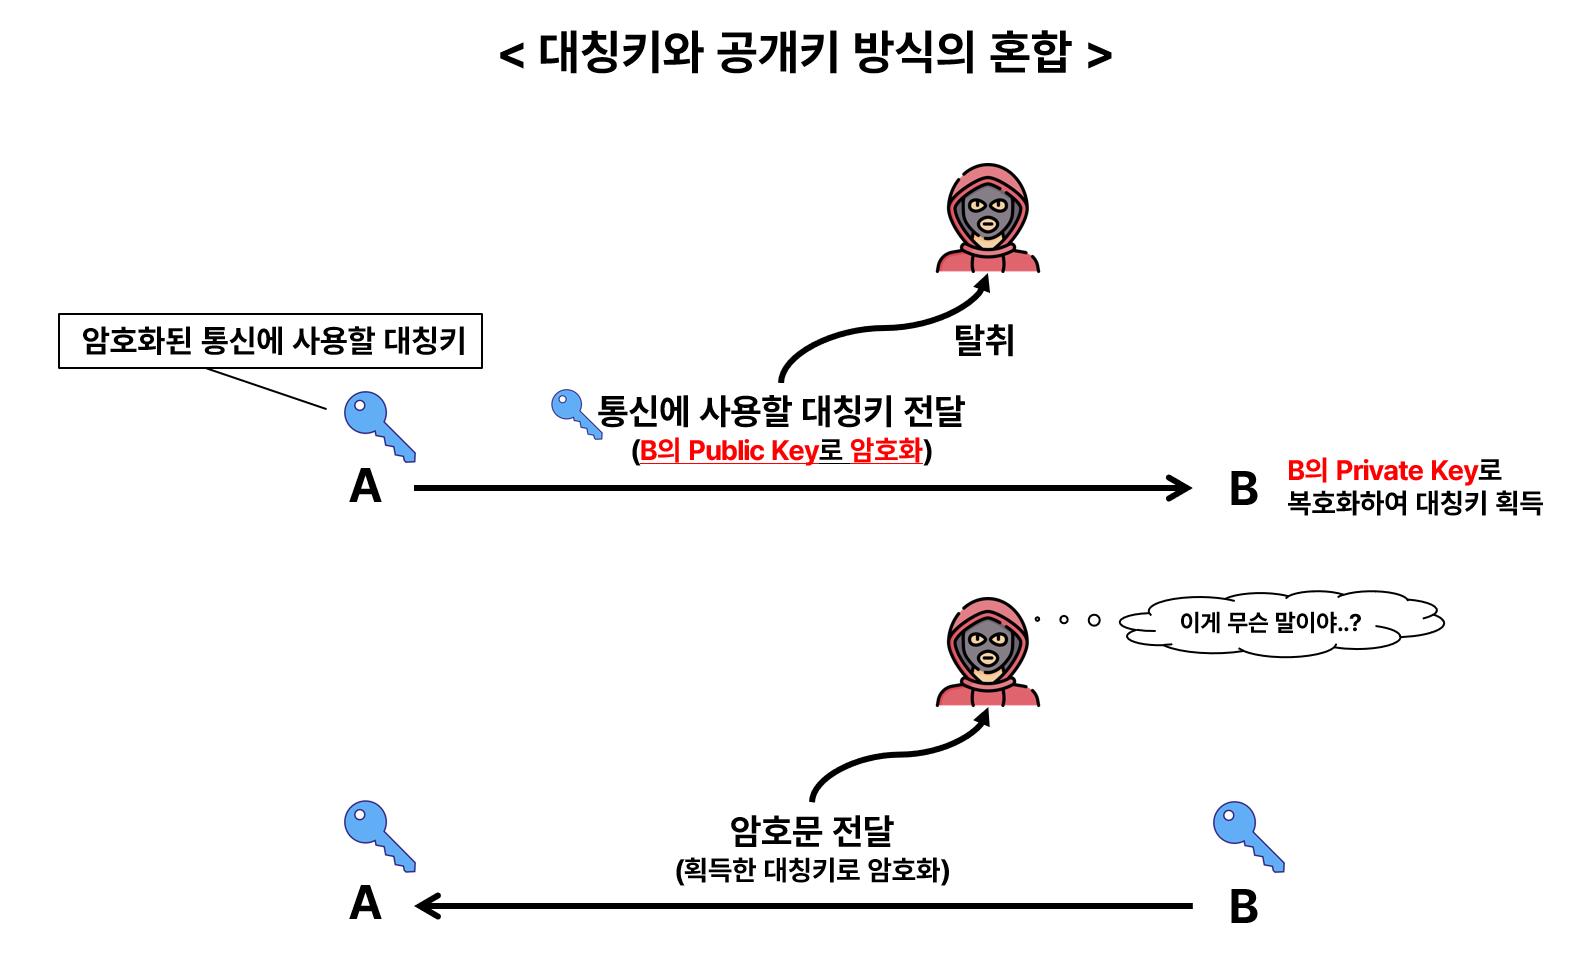 < 대칭키와 공개키 방식의 혼합 >
암호화된 통신에 사용할 대칭키
탈취
통신에 사용할 대칭키 전달
(B의 Public Key로 암호화)
A
B
B의 Private Key로
복호화하여 대칭키 획득
이게 무슨 말이야..?
암호문 전달
(획득한 대칭키로 암호화)
A
B